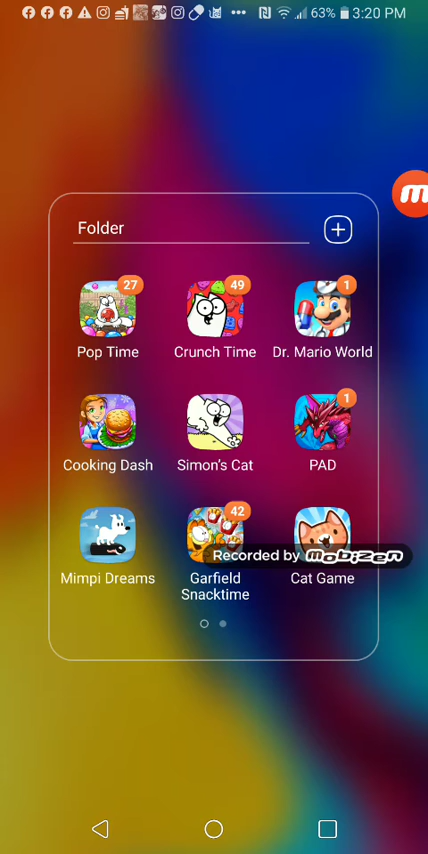 63% 3:20 PM
Folder
27 49 1
Pop Time Crunch Time Dr. Mario World
1
Cooking Dash Simon's Cat PAD
42
Recorded by mobizen
Mimpi Dreams Garfield Snacktime Cat Game